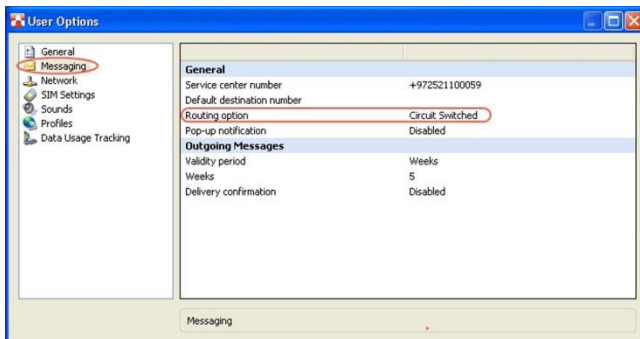 User Options
General
Messaging
Network
SIM Settings
Sounds
Profiles
Data Usage Tracking
General
Service center number +972521100059
Default destination number
Routing option Circuit Switched
Pop-up notification Disabled
Outgoing Messages
Validity period Weeks
Weeks 5
Delivery confirmation Disabled
Messaging